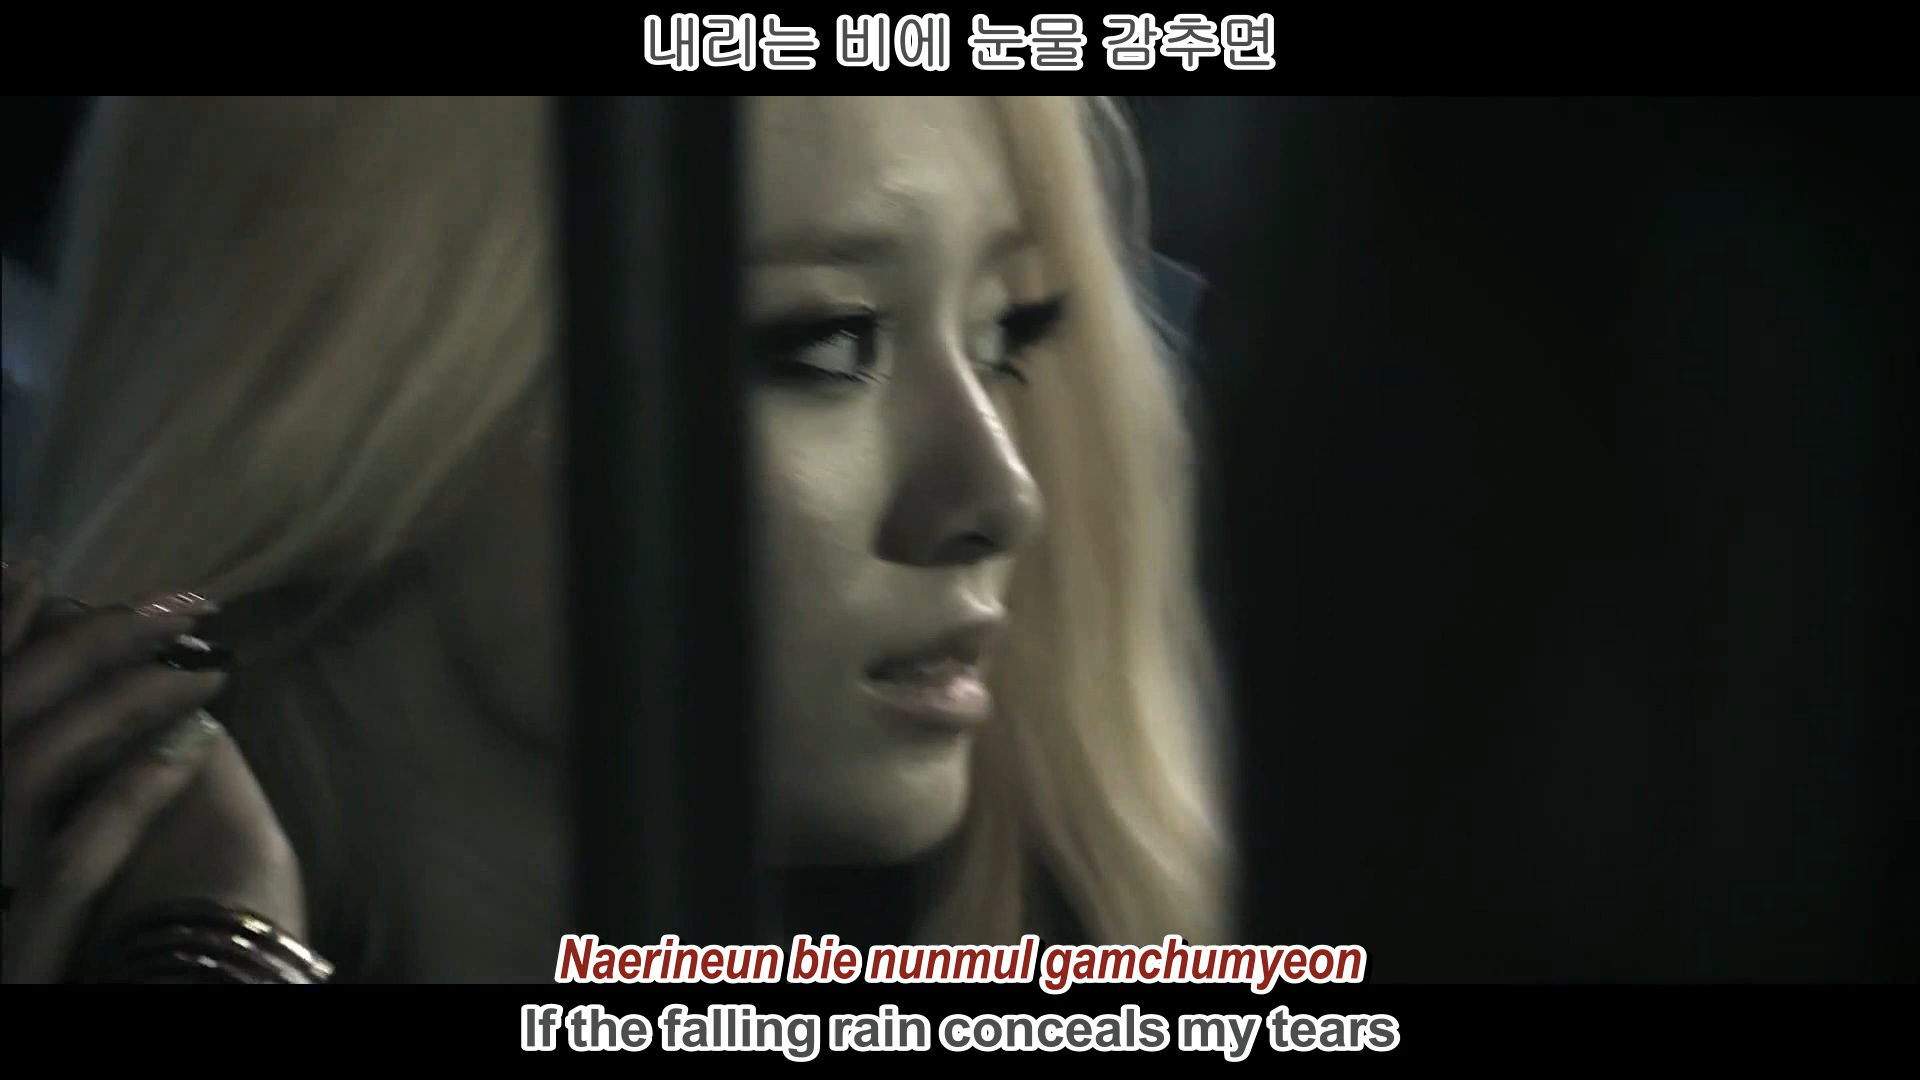 내리는 비에 눈물 감추면
Naerineun bie nunmul gamchumyeon
If the falling rain conceals my tears